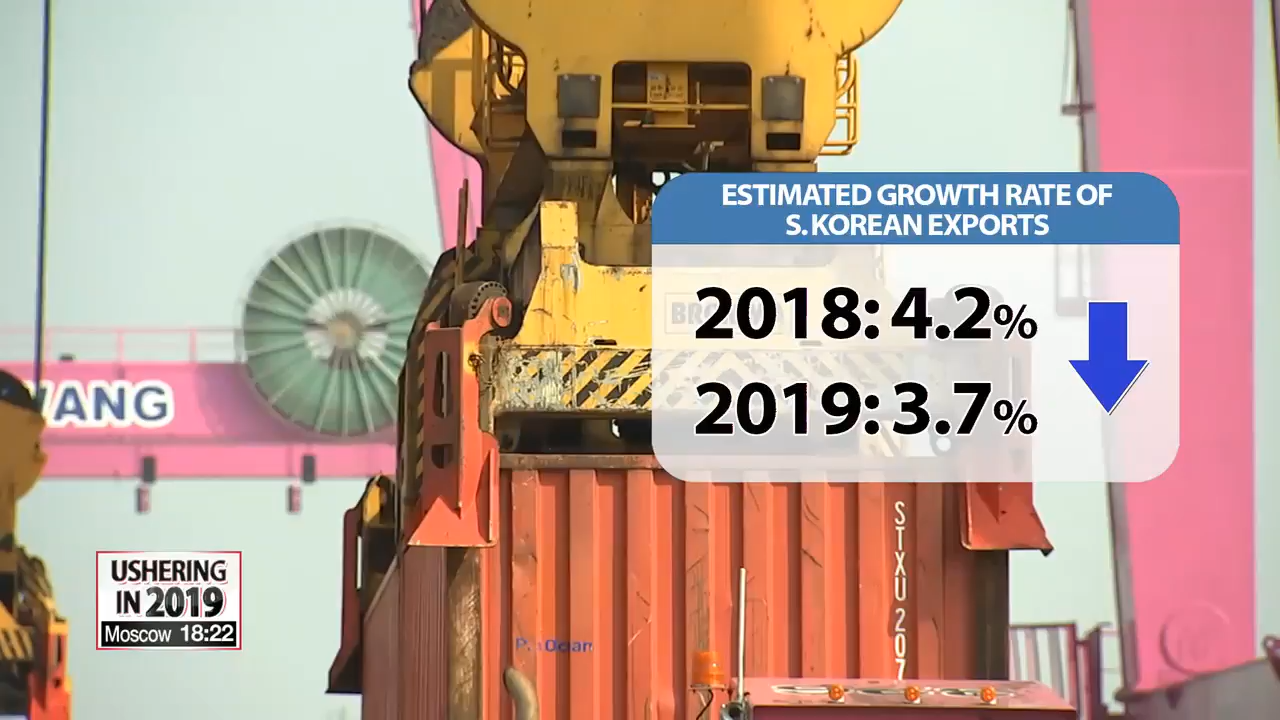 ESTIMATED GROWTH RATE OF
S. KOREAN EXPORTS
2018: 4.2%
2019: 3.7%
VANG
STXU 207
USHERING
IN 2019
Moscow 18:22